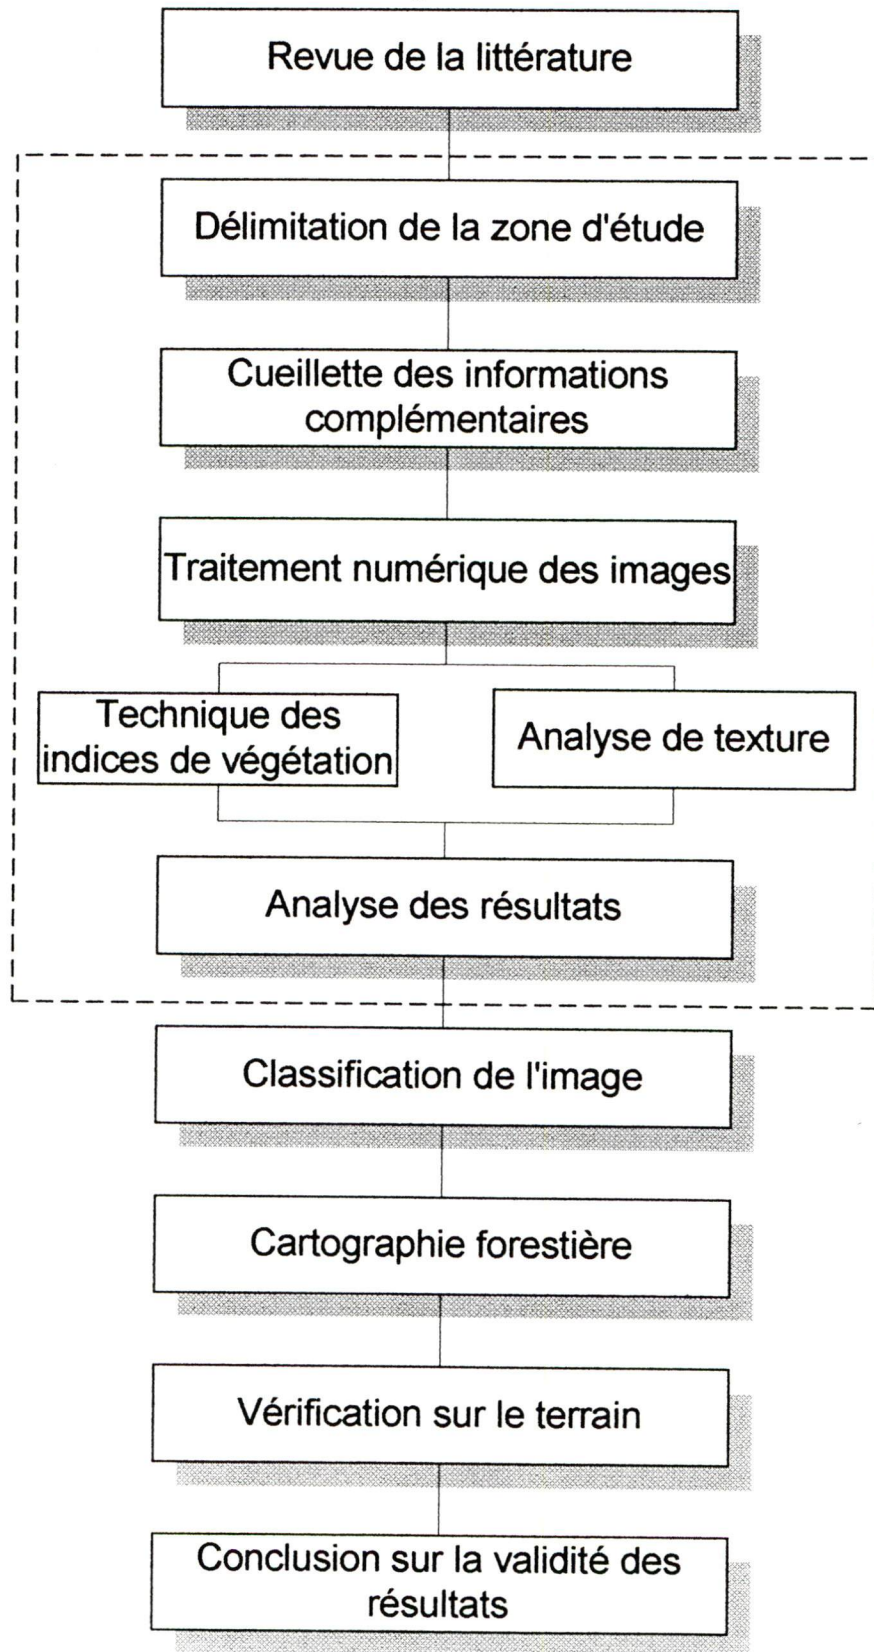 Revue de la littérature
Délimitation de la zone d'étude
Cueillette des informations
complémentaires
Traitement numérique des images
Technique des
indices de végétation
Analyse de texture
Analyse des résultats
Classification de l'image
Cartographie forestière
Vérification sur le terrain
Conclusion sur la validité des
résultats